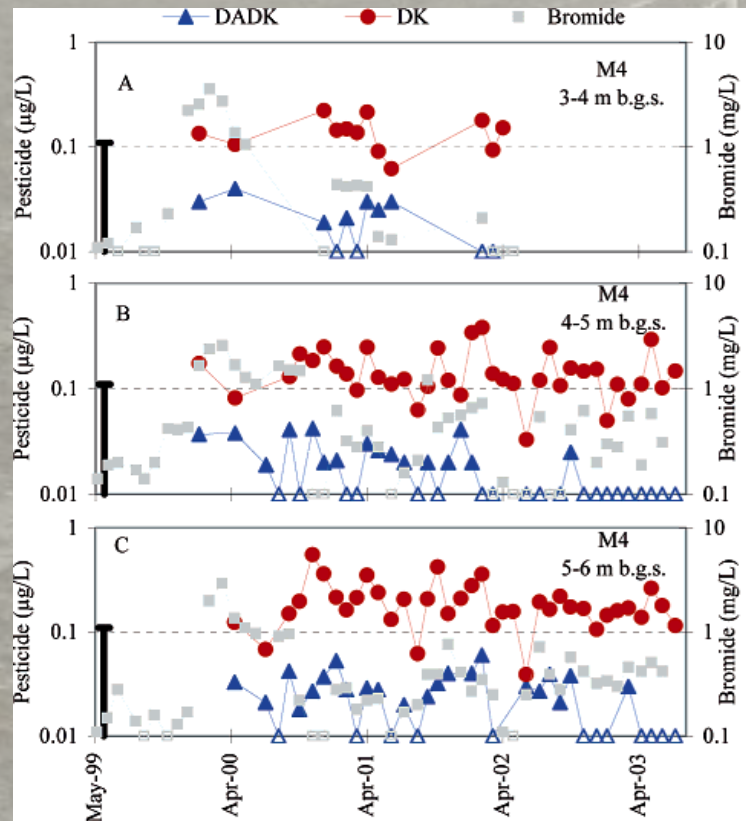 DADK DK Bromide
1 10
A M4
3-4 m b.g.s.
Pesticide (µg/L) Bromide (mg/L)
0.1 1
0.01 0.1
1 10
B M4
4-5 m b.g.s.
Pesticide (µg/L) Bromide (mg/L)
0.1 1
0.01 0.1
1 10
C M4
5-6 m b.g.s.
Pesticide (µg/L) Bromide (mg/L)
0.1 1
0.01 0.1
May-99 Apr-00 Apr-01 Apr-02 Apr-03